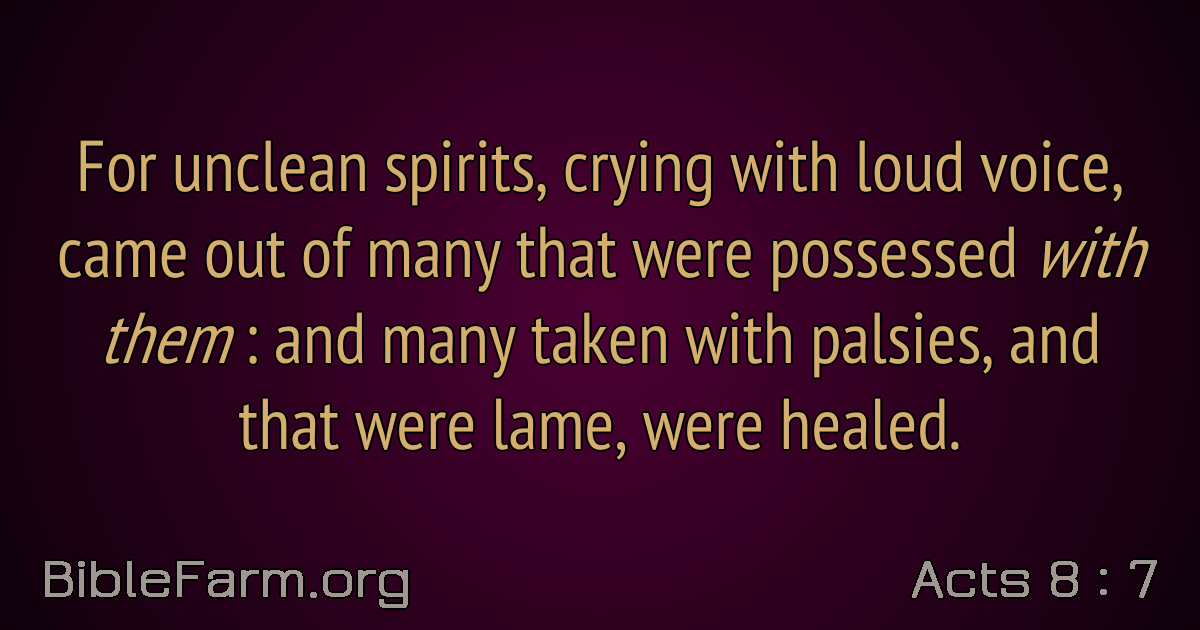 For unclean spirits, crying with loud voice,
came out of many that were possessed with
them : and many taken with palsies, and
that were lame, were healed.
BibleFarm.org
Acts 8 : 7